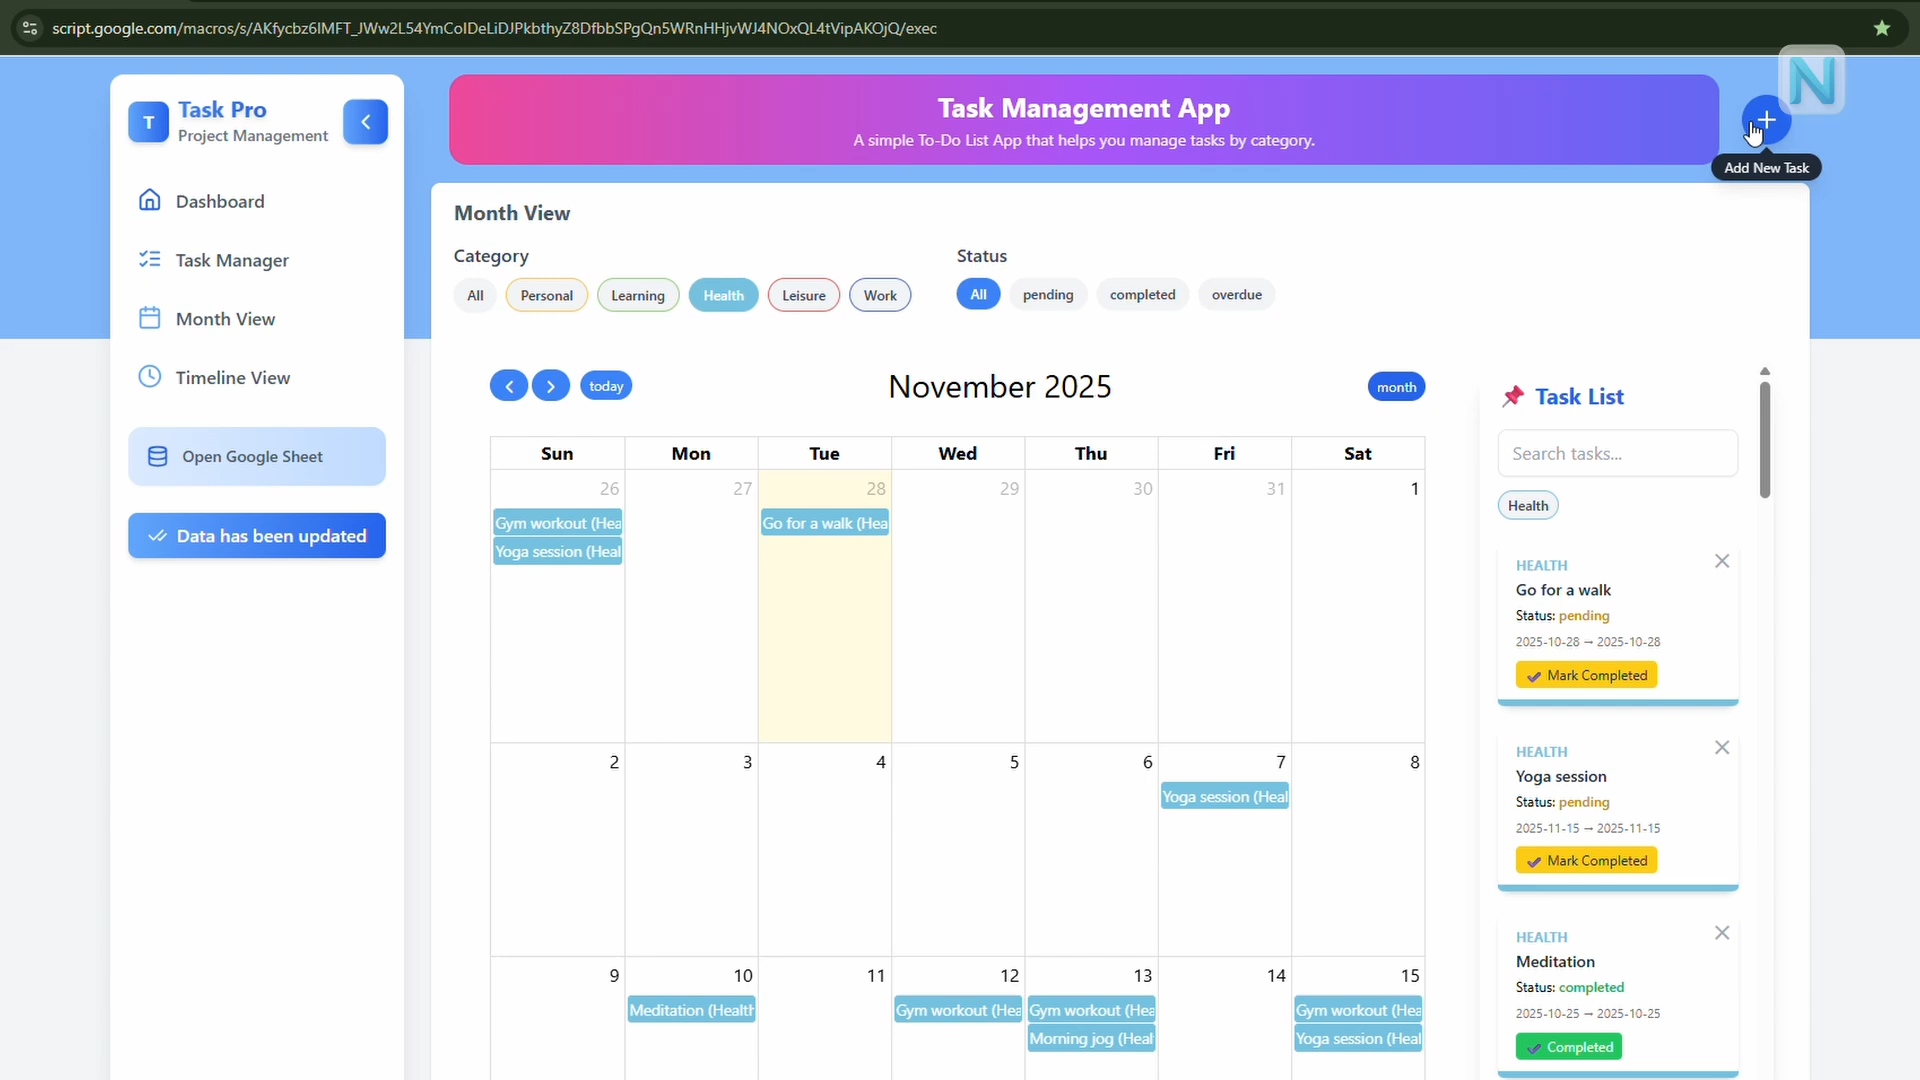 script.google.com/macros/s/AKfycbz6IMFT_JWw2L54YmCoIDeLiDJPkbthyZ8DfbbSPgQn5WRnHHjvWJ4NOxQL4tVipAKOjQ/exec
N
T
Task Pro
Project Management
Dashboard
Task Manager
Month View
Timeline View
Open Google Sheet
Data has been updated
Task Management App
A simple To-Do List App that helps you manage tasks by category.
Add New Task
Month View
Category
All Personal Learning Health Leisure Work
Status
All pending completed overdue
today
November 2025
month
Sun Mon Tue Wed Thu Fri Sat
26 27 28 29 30 31 1
Gym workout (Hea
Yoga session (Heal
Go for a walk (Hea
2 3 4 5 6 7 8
Yoga session (Heal
9 10 11 12 13 14 15
Meditation (Health
Gym workout (Hea
Gym workout (Hea
Morning jog (Heal
Gym workout (Hea
Yoga session (Heal
Task List
Search tasks...
Health
HEALTH
Go for a walk
Status: pending
2025-10-28 → 2025-10-28
Mark Completed
HEALTH
Yoga session
Status: pending
2025-11-15 → 2025-11-15
Mark Completed
HEALTH
Meditation
Status: completed
2025-10-25 → 2025-10-25
Completed